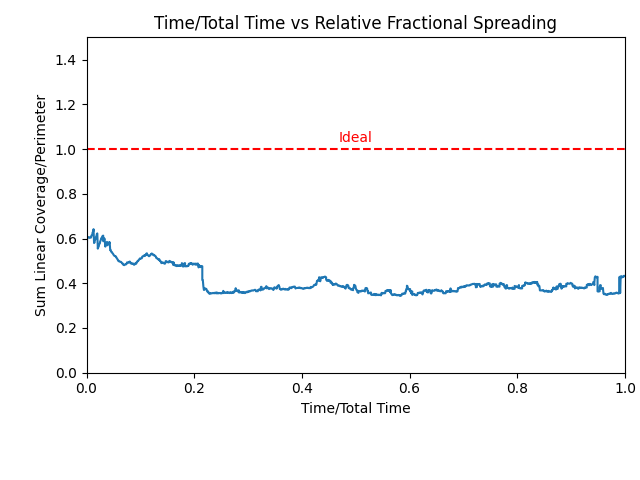 Time/Total Time vs Relative Fractional Spreading
1.4
1.2
1.0
0.8
0.6
0.4
0.2
0.0
Sum Linear Coverage/Perimeter
Ideal
0.0 0.2 0.4 0.6 0.8 1.0
Time/Total Time